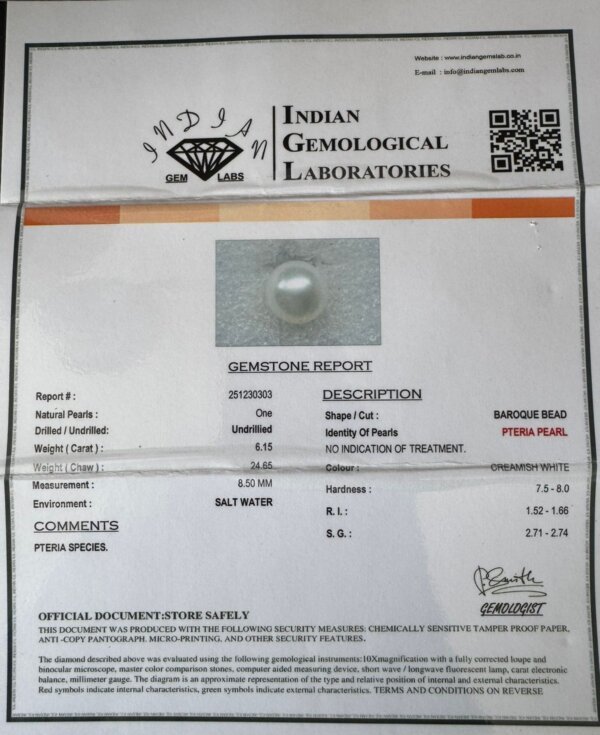 Website : www.indiangemslab.co.in
E-mail : info@indiangemlabs.com
INDIAN
GEM LABS
INDIAN
GEMOLOGICAL
LABORATORIES
GEMSTONE REPORT
Report # : 251230303
Natural Pearls : One
Drilled / Undrilled: Undrillied
Weight ( Carat ) : 6.15
Weight ( Chaw ) : 24.65
Measurement : 8.50 MM
Environment : SALT WATER
COMMENTS
PTERIA SPECIES.
DESCRIPTION
Shape / Cut : BAROQUE BEAD
Identity Of Pearls PTERIA PEARL
NO INDICATION OF TREATMENT.
Colour : CREAMISH WHITE
Hardness : 7.5 - 8.0
R. I. : 1.52 - 1.66
S. G. : 2.71 - 2.74
GEMOLOGIST
OFFICIAL DOCUMENT:STORE SAFELY
THIS DOCUMENT WAS PRODUCED WITH THE FOLLOWING SECURITY MEASURES: CHEMICALLY SENSITIVE TAMPER PROOF PAPER,
ANTI -COPY PANTOGRAPH, MICRO-PRINTING, AND OTHER SECURITY FEATURES.
The diamond described above was evaluated using the following gemological instruments:10Xmagnification with a fully corrected loupe and
binocular microscope, master color comparison stones, computer aided measuring device, short wave / longwave fluorescent lamp, carat electronic
balance, millimeter gauge. The diagram is an approximate representation of the type and relative position of internal and external characteristics.
Red symbols indicate internal characteristics, green symbols indicate external characteristics. TERMS AND CONDITIONS ON REVERSE